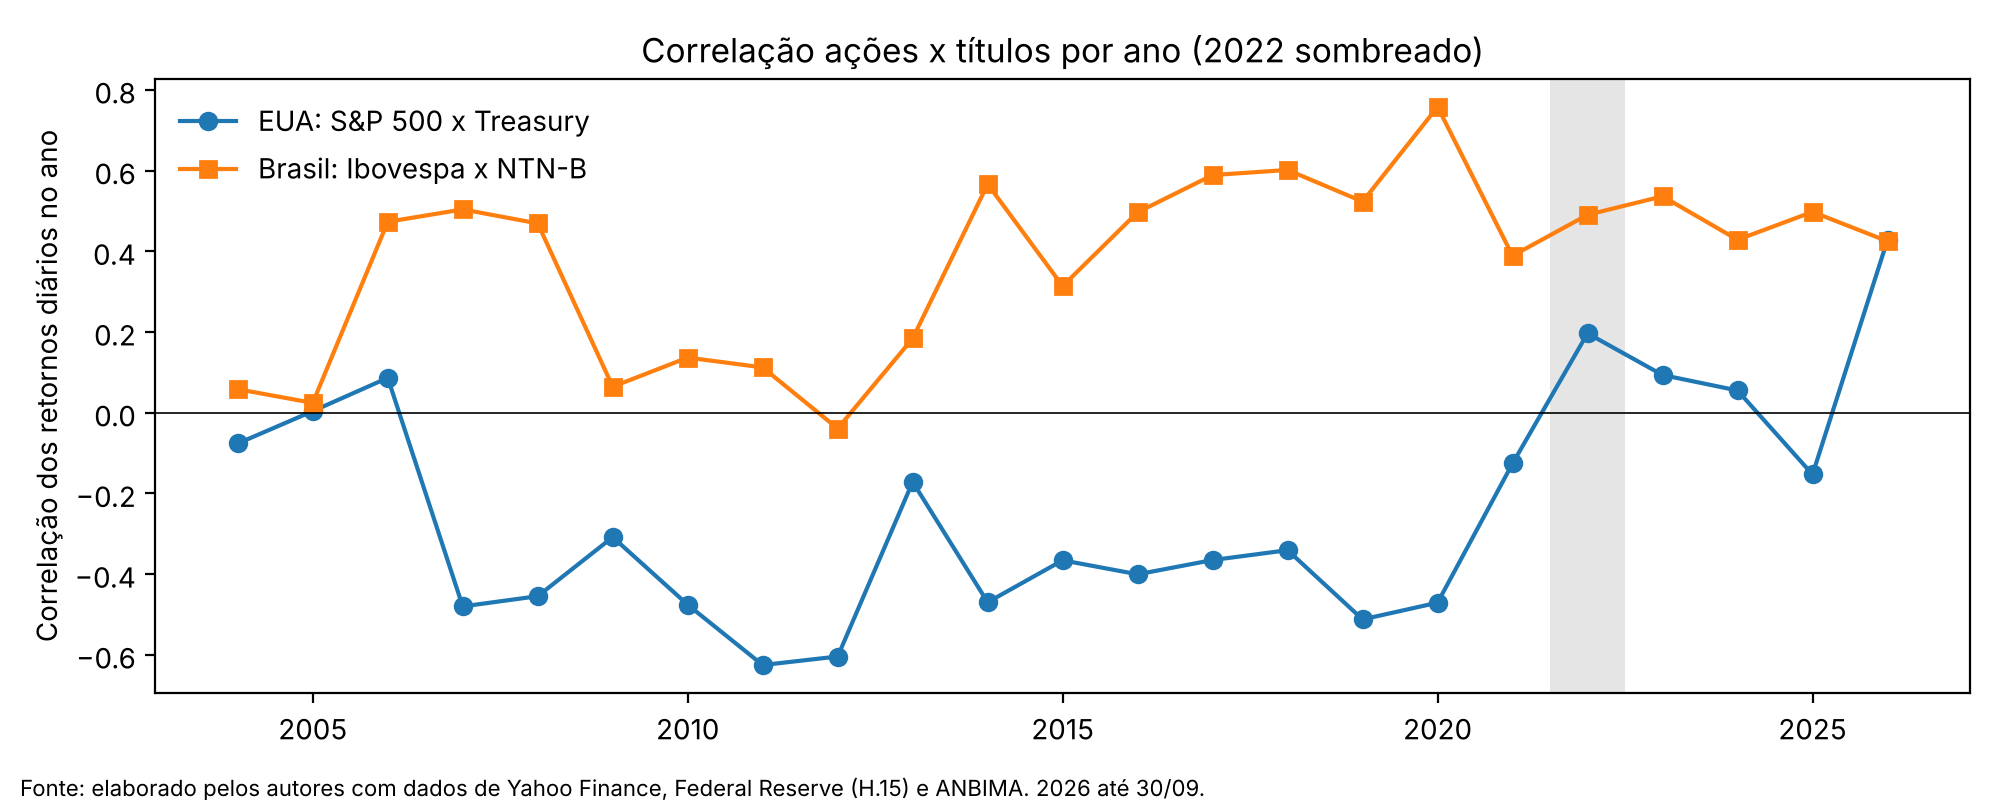 Correlação ações x títulos por ano (2022 sombreado)
EUA: S&P 500 x Treasury
Brasil: Ibovespa x NTN-B
Correlação dos retornos diários no ano
0.8
0.6
0.4
0.2
0.0
−0.2
−0.4
−0.6
2005
2010
2015
2020
2025
Fonte: elaborado pelos autores com dados de Yahoo Finance, Federal Reserve (H.15) e ANBIMA. 2026 até 30/09.